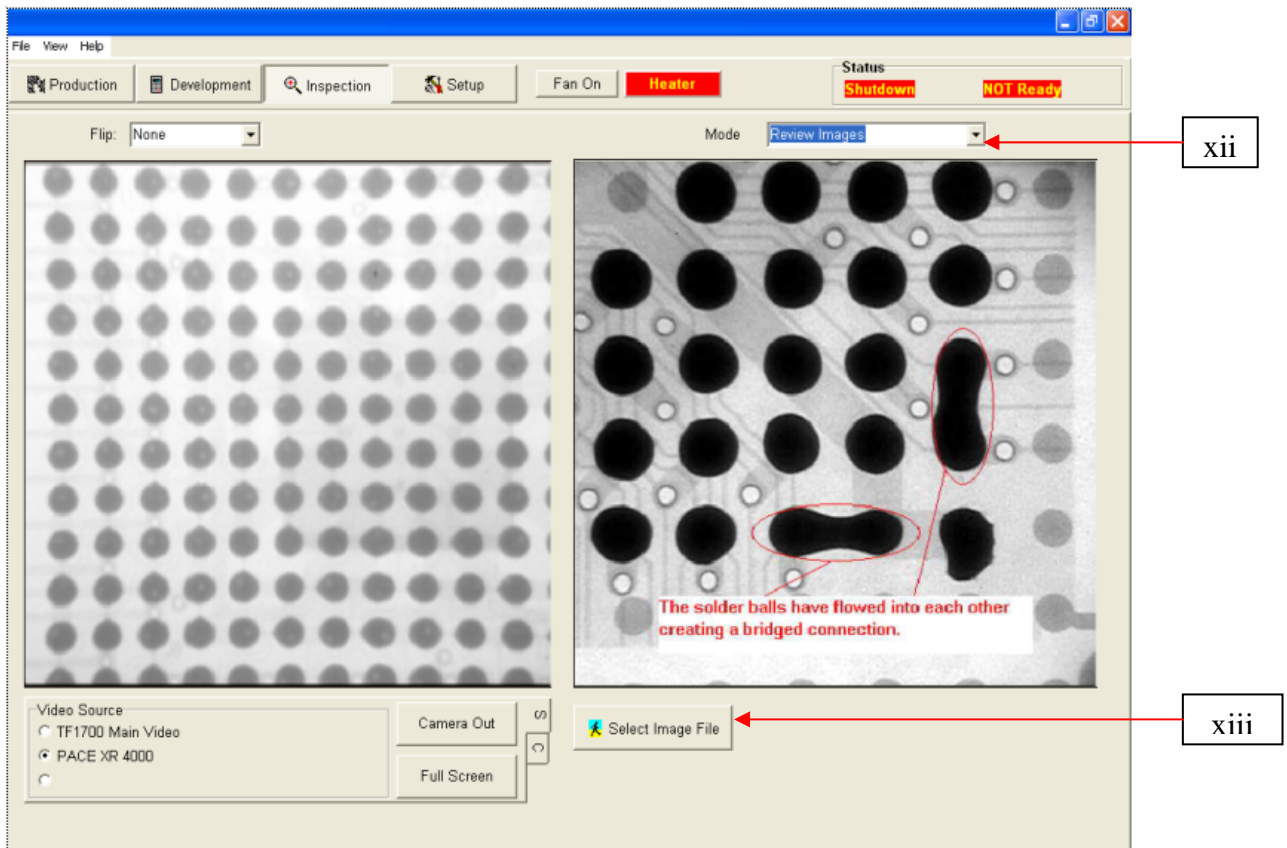 File View Help
Production Development Inspection Setup Fan On Heater
Status
Shutdown NOT Ready
Flip: None
Mode Review Images
xii
The solder balls have flowed into each other
creating a bridged connection.
Video Source
TF1700 Main Video
PACE XR 4000
Camera Out
Full Screen
S
C
Select Image File
xiii